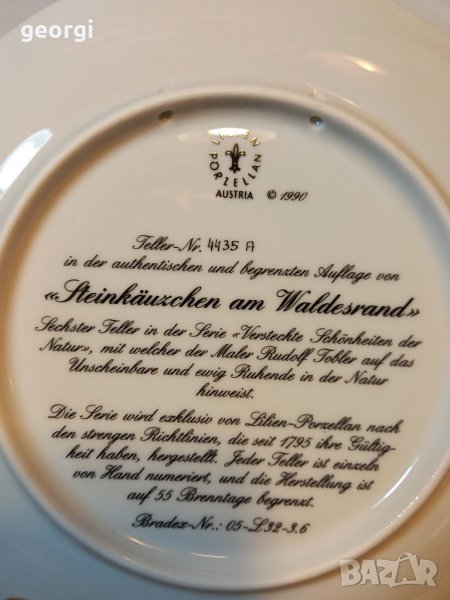 georgi
LILIEN
PORZELLAN
AUSTRIA © 1990
Teller-Nr. 4435 A
in der authentischen und begrenzten Auflage von
«Steinkäuzchen am Waldesrand»
Sechster Teller in der Serie «Versteckte Schönheiten der
Natur», mit welcher der Maler Rudolf Tobler auf das
Unscheinbare und ewig Ruhende in der Natur
hinweist.
Die Serie wird exklusiv von Lilien-Porzellan nach
den strengen Richtlinien, die seit 1795 ihre Gültig-
keit haben, hergestellt. Jeder Teller ist einzeln
von Hand numeriert, und die Herstellung ist
auf 55 Brenntage begrenzt.
Bradex-Nr.: 05-L32-3.6
BAZAR